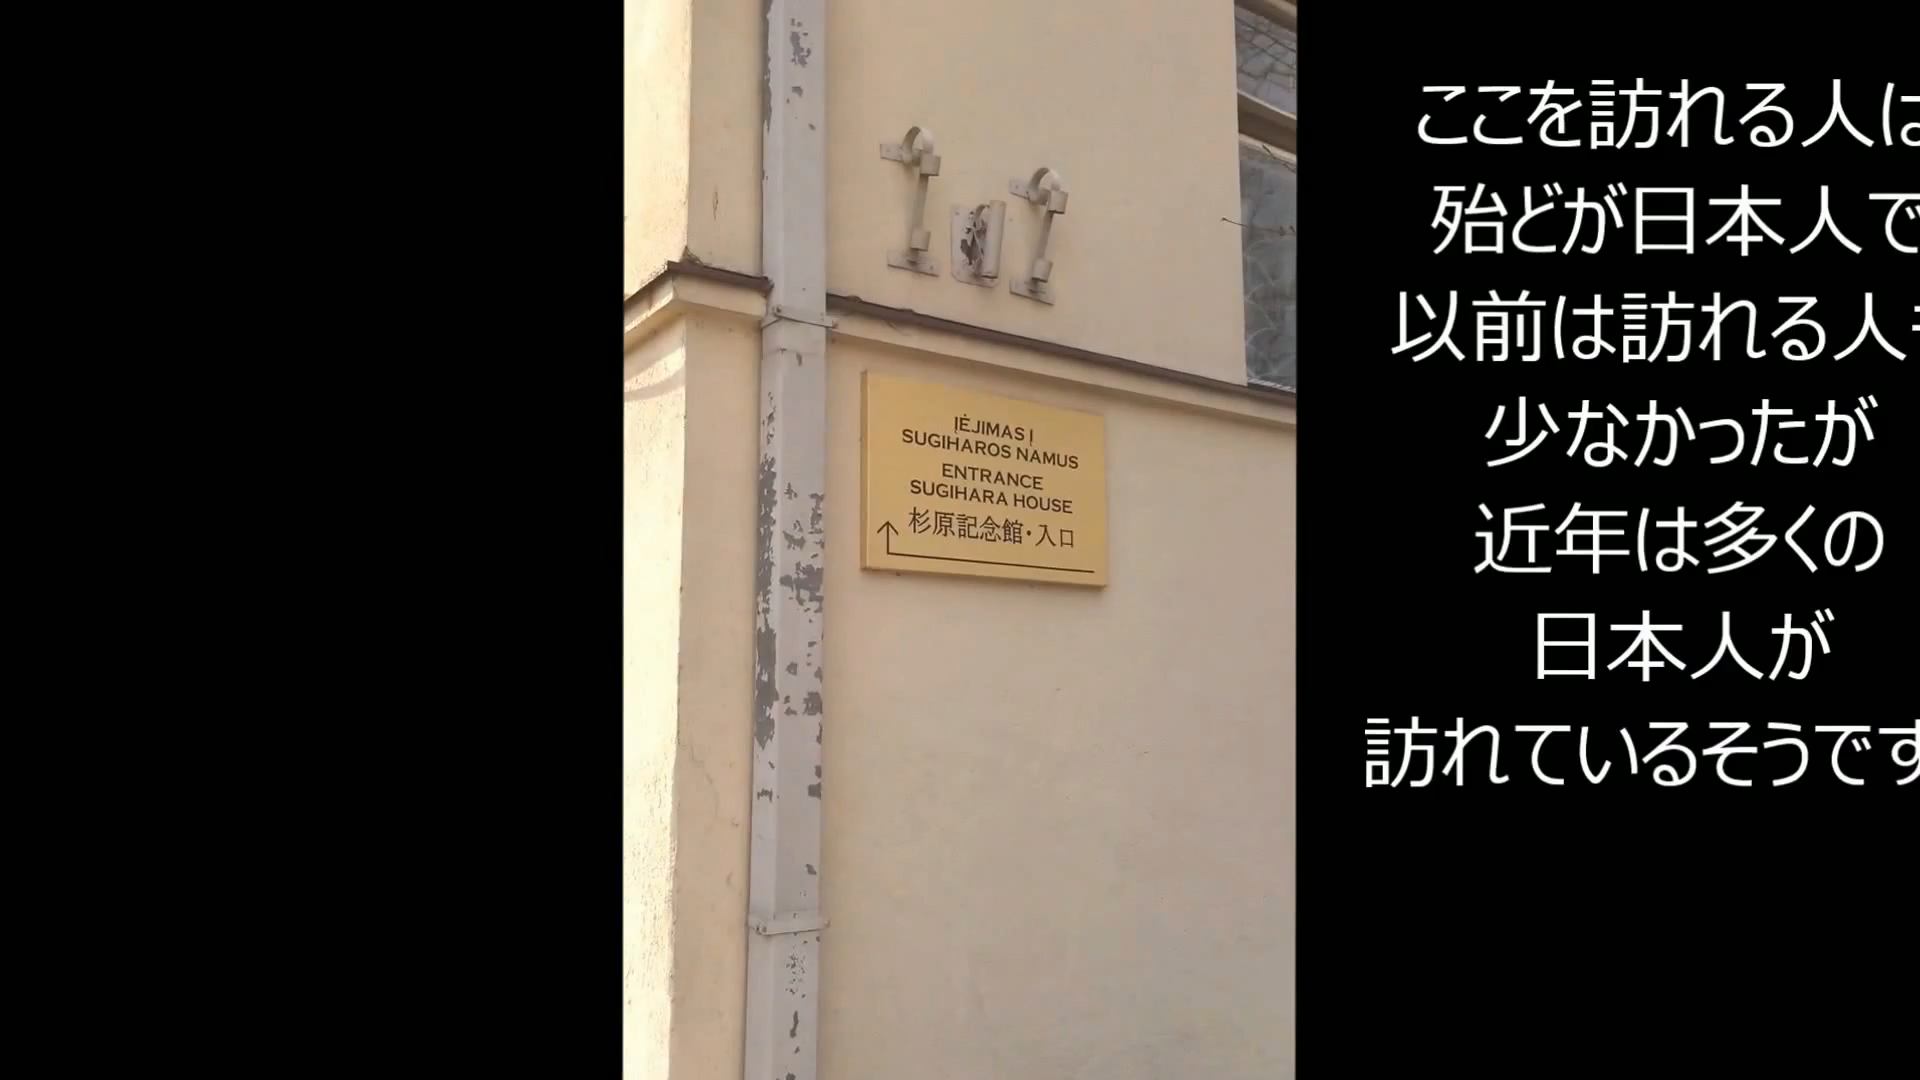 ĮĖJIMAS Į
SUGIHAROS NAMUS
ENTRANCE
SUGIHARA HOUSE
杉原記念館・入口
ここを訪れる人は
殆どが日本人で
以前は訪れる人も
少なかったが
近年は多くの
日本人が
訪れているそうです